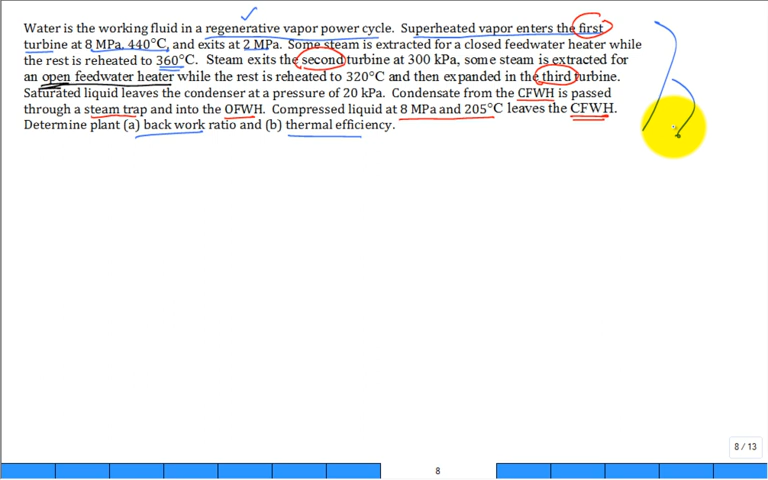 Water is the working fluid in a regenerative vapor power cycle. Superheated vapor enters the first
turbine at 8 MPa, 440°C, and exits at 2 MPa. Some steam is extracted for a closed feedwater heater while
the rest is reheated to 360°C. Steam exits the second turbine at 300 kPa, some steam is extracted for
an open feedwater heater while the rest is reheated to 320°C and then expanded in the third turbine.
Saturated liquid leaves the condenser at a pressure of 20 kPa. Condensate from the CFWH is passed
through a steam trap and into the OFWH. Compressed liquid at 8 MPa and 205°C leaves the CFWH.
Determine plant (a) back work ratio and (b) thermal efficiency.
8 / 13
8